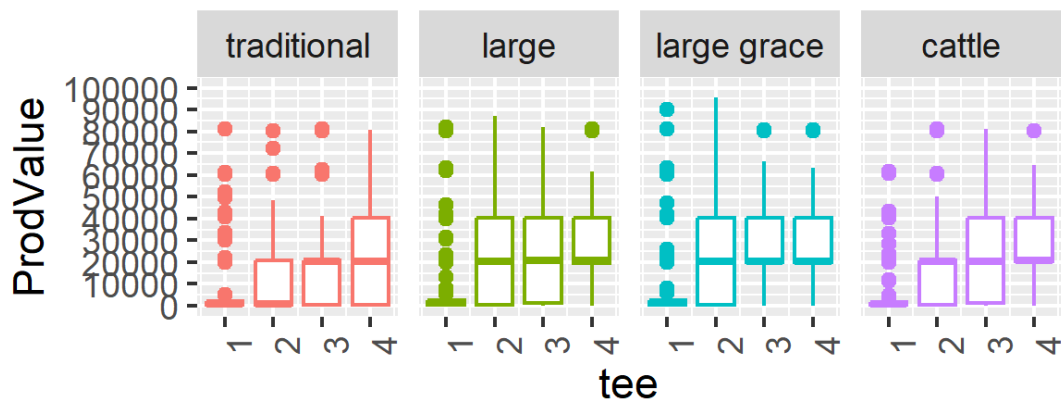 traditional large large grace cattle
ProdValue
100000
90000
80000
70000
60000
50000
40000
30000
20000
10000
0
1 2 3 4 1 2 3 4 1 2 3 4 1 2 3 4
tee